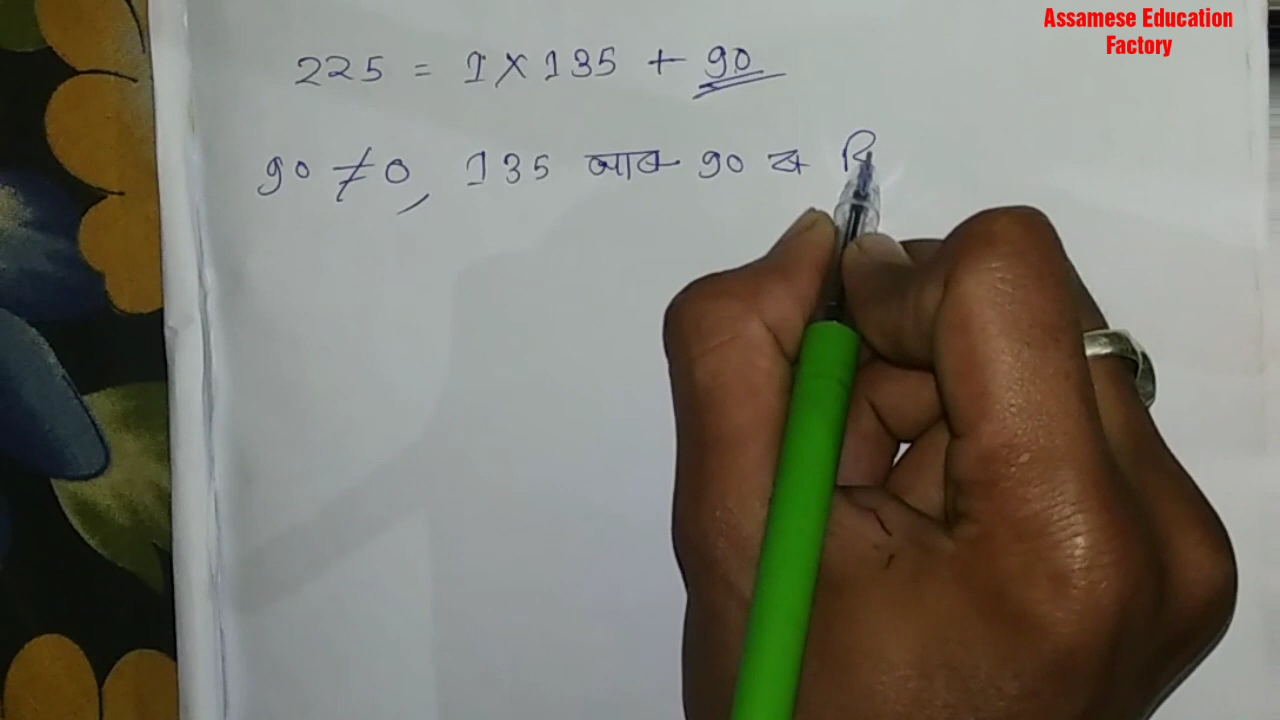 Assamese Education
Factory
225 = 1 × 135 + 90
90 ≠ 0, 135 আৰু 90 ৰ